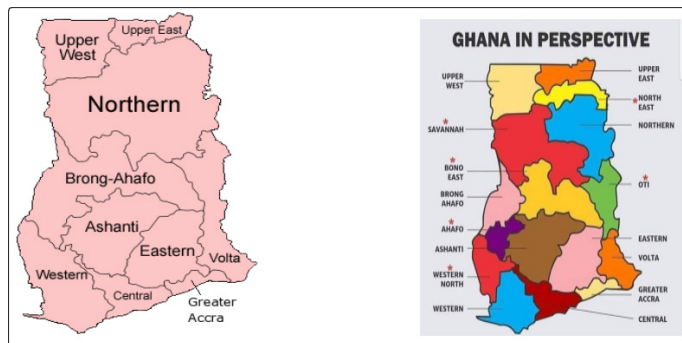 Upper
West
Upper East
Northern
Brong-Ahafo
Ashanti
Eastern
Volta
Western
Central
Greater
Accra
GHANA IN PERSPECTIVE
UPPER
WEST
UPPER
EAST
*NORTH
EAST
*
SAVANNAH
NORTHERN
*
BONO
EAST
*
OTI
BRONG
AHAFO
*
AHAFO
ASHANTI
EASTERN
VOLTA
*
WESTERN
NORTH
GREATER
ACCRA
WESTERN
CENTRAL